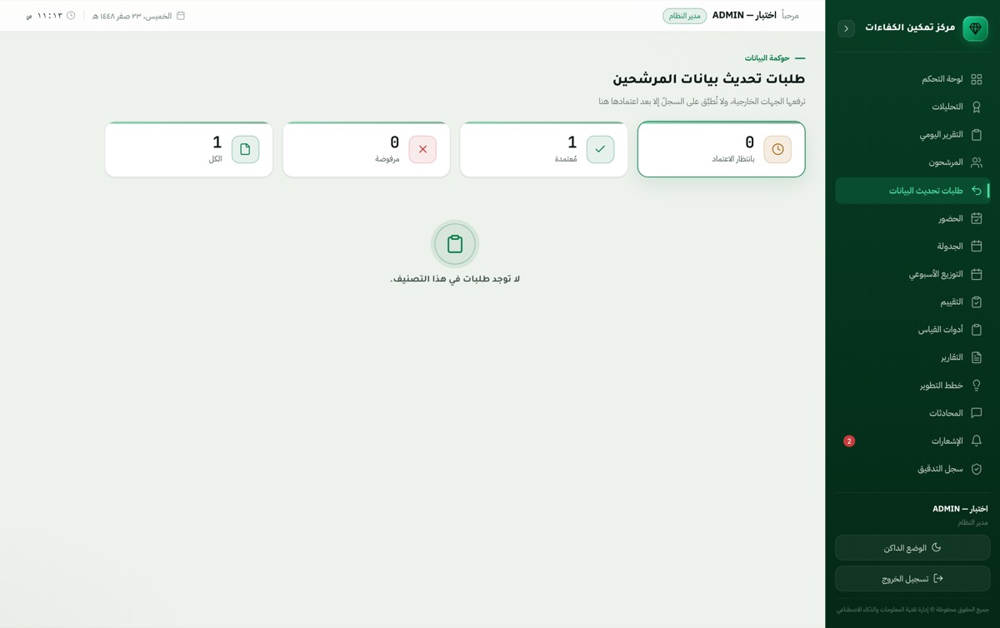 مركز تمكين الكفاءات
لوحة التحكم
التحليلات
التقرير اليومي
المرشحون
طلبات تحديث البيانات
الحضور
الجدولة
التوزيع الأسبوعي
التقييم
أدوات القياس
التقارير
خطط التطوير
المحادثات
الإشعارات 2
سجل التدقيق
اختبار — ADMIN
مدير النظام
الوضع الداكن
تسجيل الخروج
جميع الحقوق محفوظة © إدارة تقنية المعلومات والذكاء الاصطناعي
مرحباً اختبار — ADMIN مدير النظام
الخميس، ٢٣ صفر ١٤٤٨ هـ ١١:١٣ ص
حوكمة البيانات
طلبات تحديث بيانات المرشحين
ترفعها الجهات الخارجية، ولا تُطبَّق على السجلّ إلا بعد اعتمادها هنا
0
بانتظار الاعتماد
1
مُعتمدة
0
مرفوضة
1
الكل
لا توجد طلبات في هذا التصنيف.